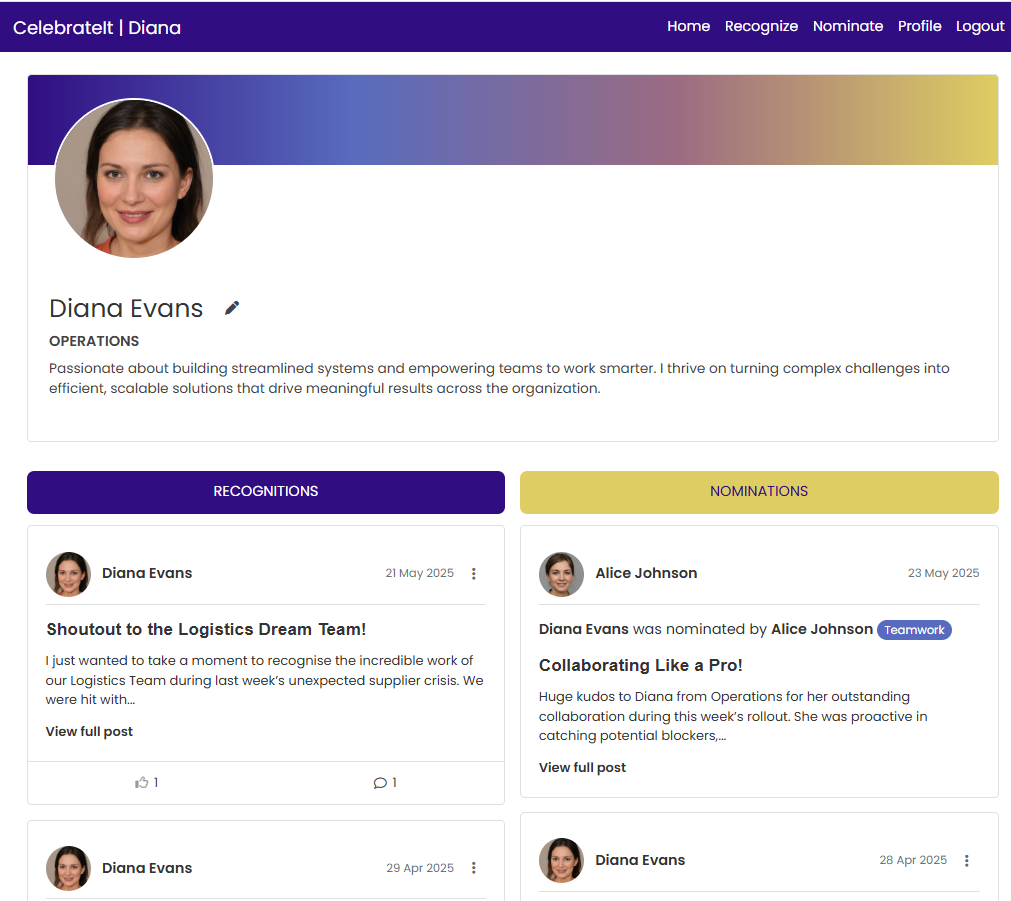 CelebrateIt | Diana
Home Recognize Nominate Profile Logout
Diana Evans
OPERATIONS
Passionate about building streamlined systems and empowering teams to work smarter. I thrive on turning complex challenges into
efficient, scalable solutions that drive meaningful results across the organization.
RECOGNITIONS
Diana Evans 21 May 2025
Shoutout to the Logistics Dream Team!
I just wanted to take a moment to recognise the incredible work of
our Logistics Team during last week’s unexpected supplier crisis. We
were hit with...
View full post
1 1
Diana Evans 29 Apr 2025
NOMINATIONS
Alice Johnson 23 May 2025
Diana Evans was nominated by Alice Johnson Teamwork
Collaborating Like a Pro!
Huge kudos to Diana from Operations for her outstanding
collaboration during this week’s rollout. She was proactive in
catching potential blockers,...
View full post
Diana Evans 28 Apr 2025